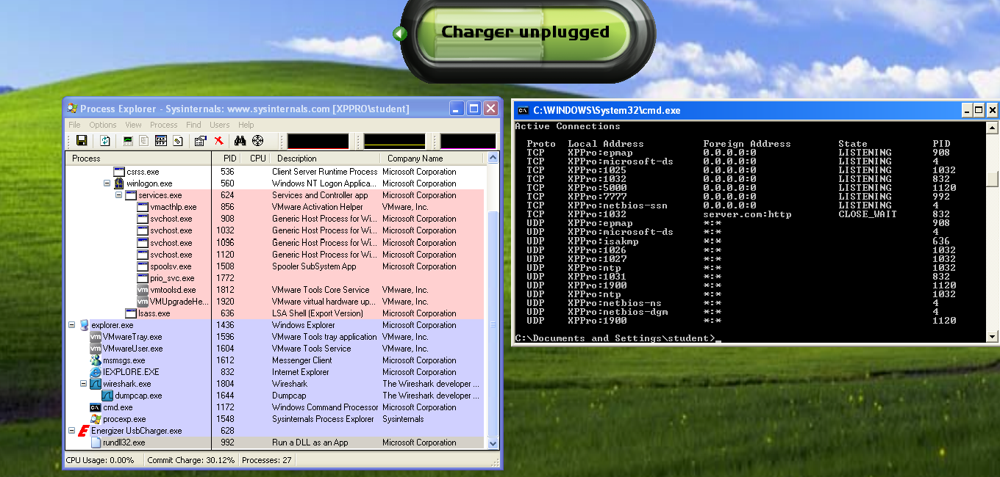 Charger unplugged
Process Explorer - Sysinternals: www.sysinternals.com [XPPRO\student]
File Options View Process Find Users Help
Process PID CPU Description Company Name
csrss.exe 536 Client Server Runtime Process Microsoft Corporation
winlogon.exe 560 Windows NT Logon Applica... Microsoft Corporation
services.exe 624 Services and Controller app Microsoft Corporation
vmacthlp.exe 856 VMware Activation Helper VMware, Inc.
svchost.exe 908 Generic Host Process for Wi... Microsoft Corporation
svchost.exe 1032 Generic Host Process for Wi... Microsoft Corporation
svchost.exe 1096 Generic Host Process for Wi... Microsoft Corporation
svchost.exe 1120 Generic Host Process for Wi... Microsoft Corporation
spoolsv.exe 1508 Spooler SubSystem App Microsoft Corporation
prio_svc.exe 1772
vmtoolsd.exe 1812 VMware Tools Core Service VMware, Inc.
VMUpgradeHe... 1920 VMware virtual hardware up... VMware, Inc.
lsass.exe 636 LSA Shell (Export Version) Microsoft Corporation
explorer.exe 1436 Windows Explorer Microsoft Corporation
VMwareTray.exe 1596 VMware Tools tray application VMware, Inc.
VMwareUser.exe 1604 VMware Tools Service VMware, Inc.
msmsgs.exe 1612 Messenger Client Microsoft Corporation
IEXPLORE.EXE 832 Internet Explorer Microsoft Corporation
wireshark.exe 1804 Wireshark The Wireshark developer ...
dumpcap.exe 1644 Dumpcap The Wireshark developer ...
cmd.exe 1172 Windows Command Processor Microsoft Corporation
procexp.exe 1548 Sysinternals Process Explorer Sysinternals
Energizer UsbCharger.exe 628
rundll32.exe 992 Run a DLL as an App Microsoft Corporation
CPU Usage: 0.00% Commit Charge: 30.12% Processes: 27
C:\WINDOWS\System32\cmd.exe
Active Connections
Proto Local Address Foreign Address State PID
TCP XPPro:epmap 0.0.0.0:0 LISTENING 908
TCP XPPro:microsoft-ds 0.0.0.0:0 LISTENING 4
TCP XPPro:1025 0.0.0.0:0 LISTENING 1032
TCP XPPro:1032 0.0.0.0:0 LISTENING 832
TCP XPPro:5000 0.0.0.0:0 LISTENING 1120
TCP XPPro:7777 0.0.0.0:0 LISTENING 992
TCP XPPro:netbios-ssn 0.0.0.0:0 LISTENING 4
TCP XPPro:1032 server.com:http CLOSE_WAIT 832
UDP XPPro:epmap *:* 908
UDP XPPro:microsoft-ds *:* 4
UDP XPPro:isakmp *:* 636
UDP XPPro:1026 *:* 1032
UDP XPPro:1027 *:* 1032
UDP XPPro:ntp *:* 1032
UDP XPPro:1031 *:* 832
UDP XPPro:1900 *:* 1120
UDP XPPro:ntp *:* 1032
UDP XPPro:netbios-ns *:* 4
UDP XPPro:netbios-dgm *:* 4
UDP XPPro:1900 *:* 1120
C:\Documents and Settings\student>_